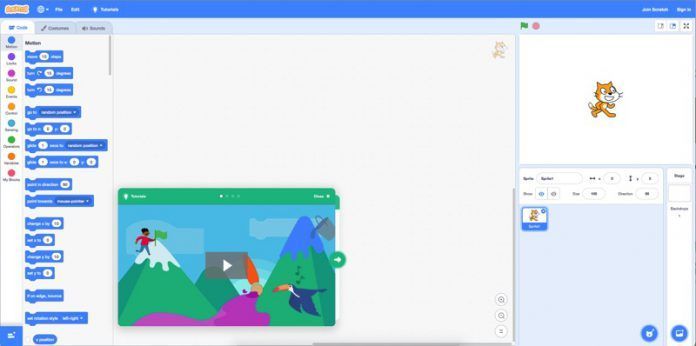 SCRATCH
File Edit Tutorials
Join Scratch Sign in
Code Costumes Sounds
Motion
Looks
Sound
Events
Control
Sensing
Operators
Variables
My Blocks
Motion
move 10 steps
turn 15 degrees
turn 15 degrees
go to random position
go to x: 0 y: 0
glide 1 secs to random position
glide 1 secs to x: 0 y: 0
point in direction 90
point towards mouse-pointer
change x by 10
set x to 0
change y by 10
set y to 0
if on edge, bounce
set rotation style left-right
x position
Tutorials
Close
Sprite Sprite1 x y
Show Size 100 Direction 90
Sprite1
Stage
Backdrops
1